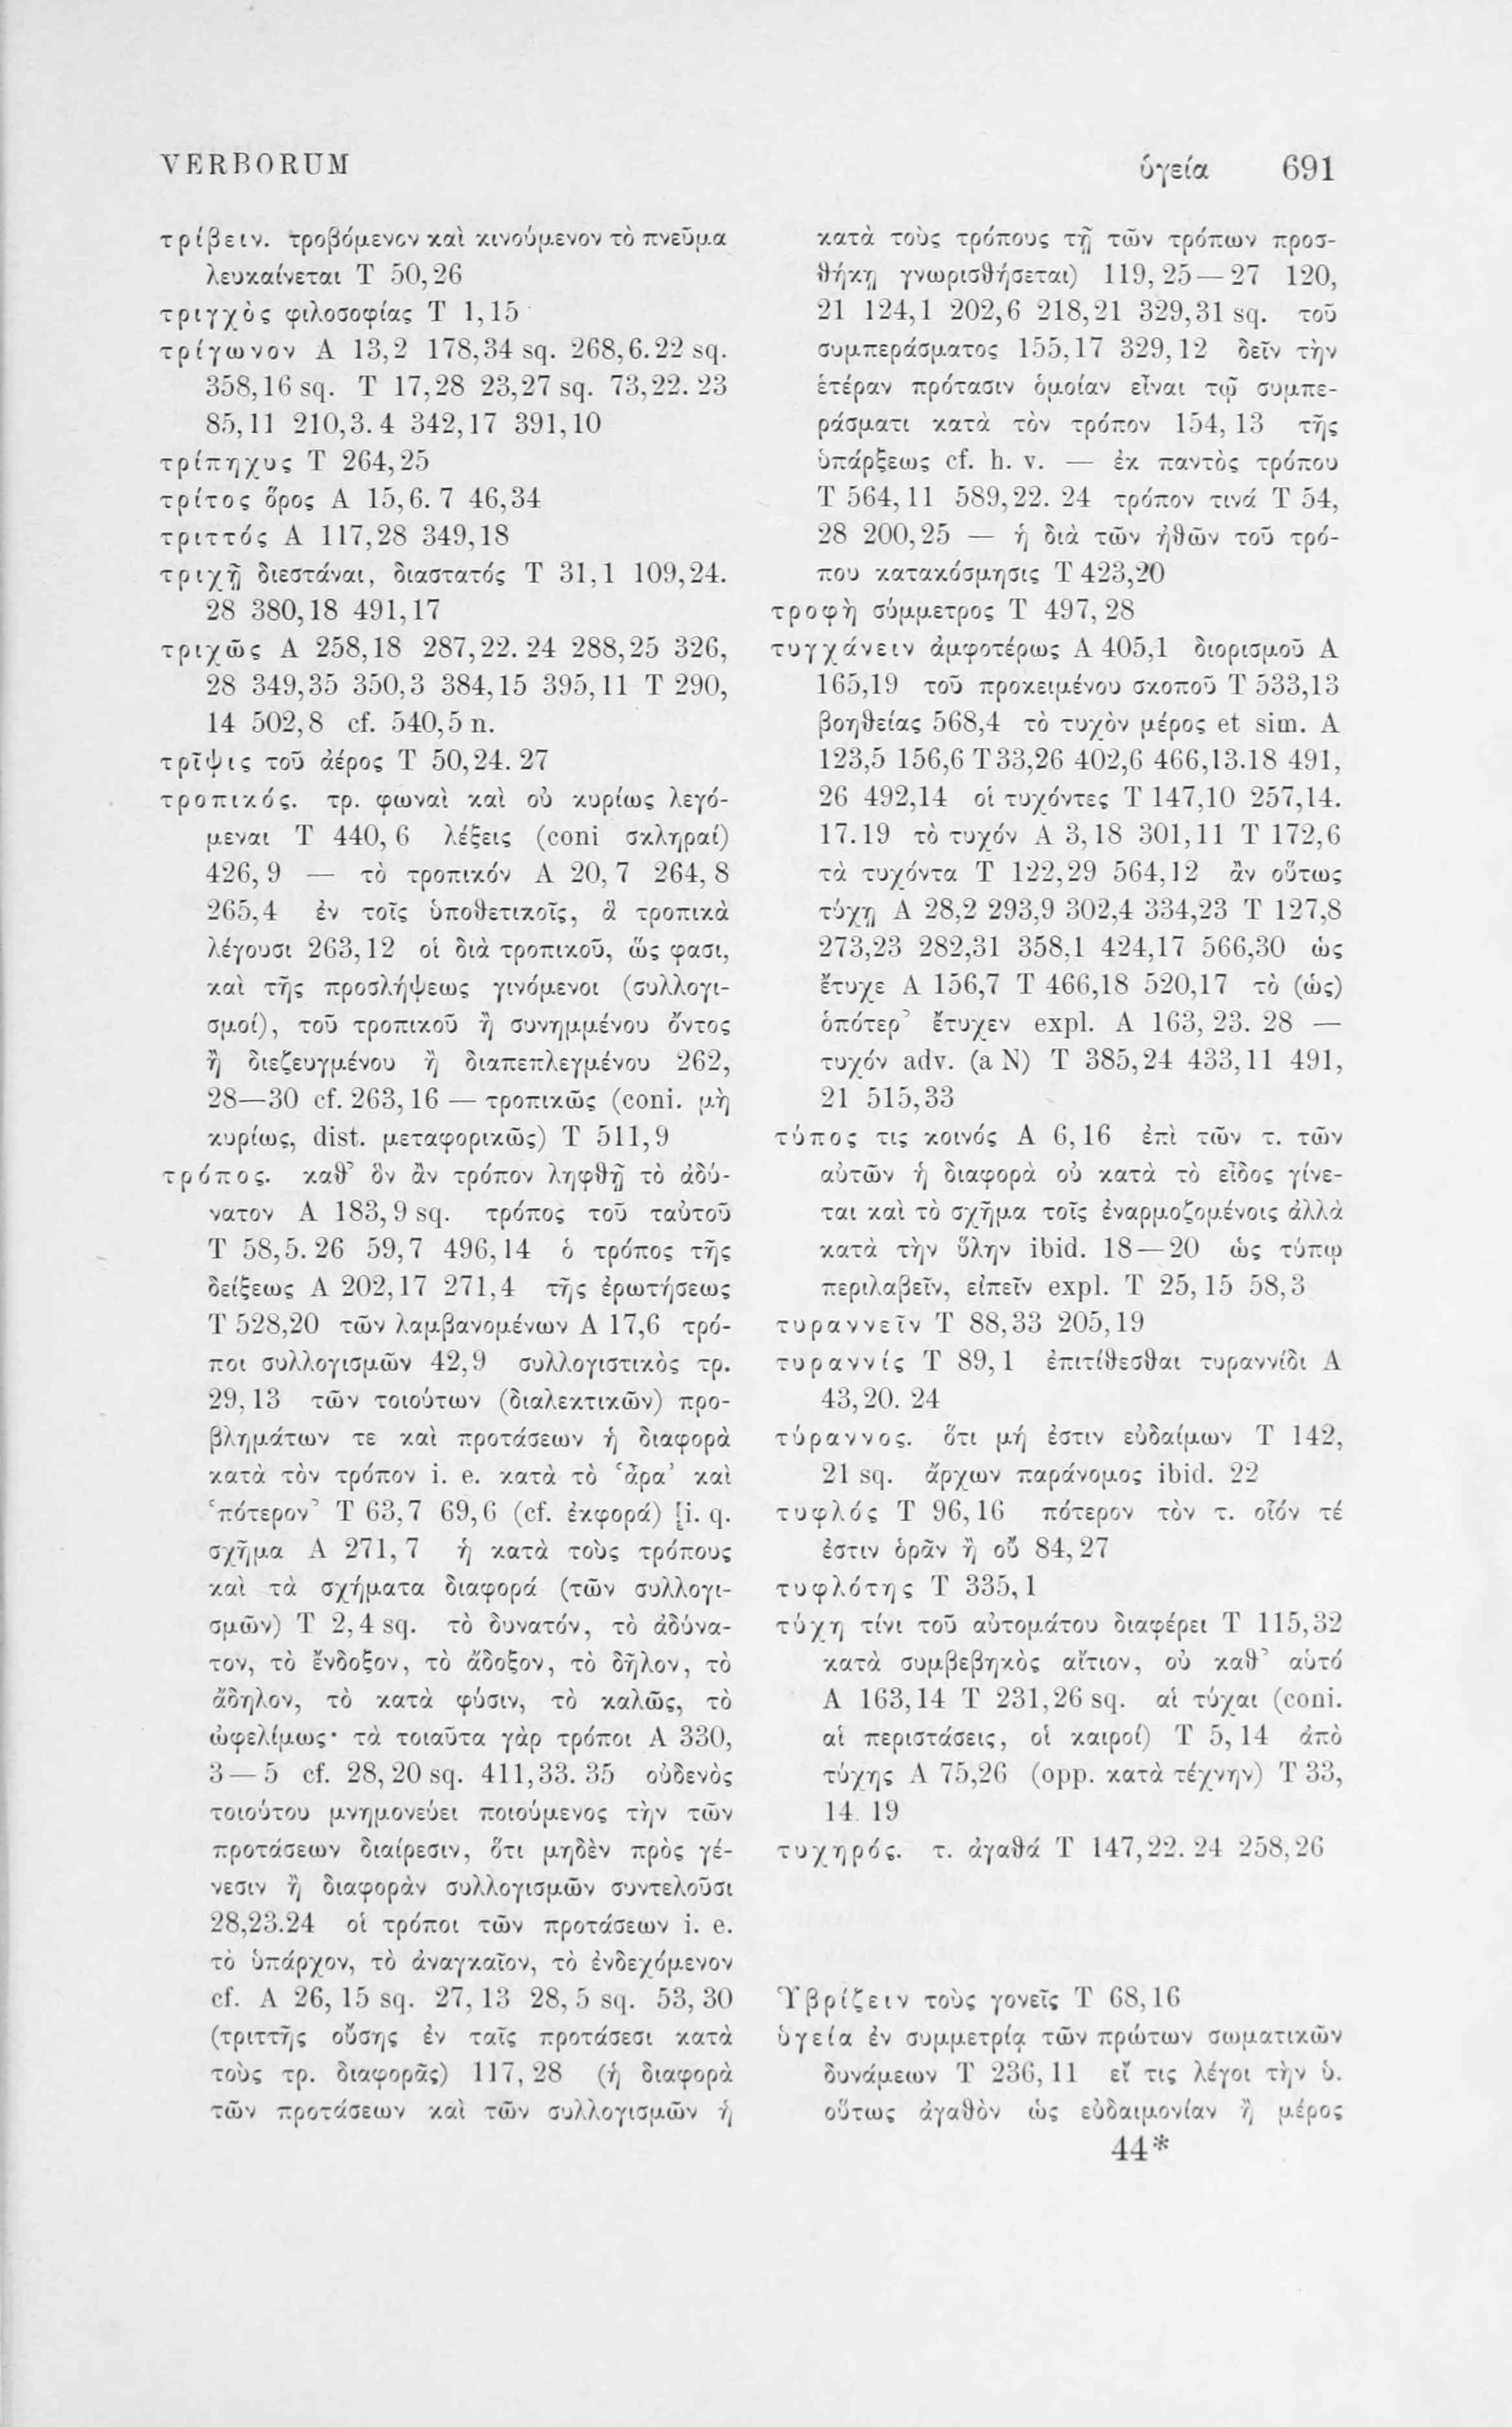 VERBORUM
ὑγεία 691
τρίβειν. τροβόμενον καὶ κινούμενον τὸ πνεῦμα
λευκαίνεται T 50,26
τριγχὸς φιλοσοφίας T 1,15
τρίγωνον A 13,2 178,34 sq. 268,6.22 sq.
358,16 sq. T 17,28 23,27 sq. 73,22. 23
85,11 210,3. 4 342,17 391,10
τρίπηχυς T 264,25
τρίτος ὅρος A 15,6. 7 46,34
τριττός A 117,28 349,18
τριχῇ διεστάναι, διαστατός T 31,1 109,24.
28 380,18 491,17
τριχῶς A 258,18 287,22. 24 288,25 326,
28 349,35 350,3 384,15 395,11 T 290,
14 502,8 cf. 540,5 n.
τρῖψις τοῦ ἀέρος T 50,24. 27
τροπικός. τρ. φωναὶ καὶ οὐ κυρίως λεγό-
μεναι T 440, 6 λέξεις (coni σκληραί)
426, 9 — τὸ τροπικόν A 20, 7 264, 8
265,4 ἐν τοῖς ὑποθετικοῖς, ἃ τροπικὰ
λέγουσι 263,12 οἱ διὰ τροπικοῦ, ὥς φασι,
καὶ τῆς προσλήψεως γινόμενοι (συλλογι-
σμοί), τοῦ τροπικοῦ ἢ συνημμένου ὄντος
ἢ διεζευγμένου ἢ διαπεπλεγμένου 262,
28—30 cf. 263,16 — τροπικῶς (coni. μὴ
κυρίως, dist. μεταφορικῶς) T 511,9
τρόπος. καθ’ ὃν ἂν τρόπον ληφθῇ τὸ ἀδύ-
νατον A 183, 9 sq. τρόπος τοῦ ταὐτοῦ
T 58,5. 26 59,7 496,14 ὁ τρόπος τῆς
δείξεως A 202,17 271,4 τῆς ἐρωτήσεως
T 528,20 τῶν λαμβανομένων A 17,6 τρό-
ποι συλλογισμῶν 42,9 συλλογιστικὸς τρ.
29,13 τῶν τοιούτων (διαλεκτικῶν) προ-
βλημάτων τε καὶ προτάσεων ἡ διαφορὰ
κατὰ τὸν τρόπον i. e. κατὰ τὸ ‘ἆρα’ καὶ
‘πότερον’ T 63,7 69,6 (cf. ἐκφορά) [i. q.
σχῆμα A 271, 7 ἡ κατὰ τοὺς τρόπους
καὶ τὰ σχήματα διαφορά (τῶν συλλογι-
σμῶν) T 2,4 sq. τὸ δυνατόν, τὸ ἀδύνα-
τον, τὸ ἔνδοξον, τὸ ἄδοξον, τὸ δῆλον, τὸ
ἄδηλον, τὸ κατὰ φύσιν, τὸ καλῶς, τὸ
ὠφελίμως· τὰ τοιαῦτα γὰρ τρόποι A 330,
3 — 5 cf. 28, 20 sq. 411,33. 35 οὐδενὸς
τοιούτου μνημονεύει ποιούμενος τὴν τῶν
προτάσεων διαίρεσιν, ὅτι μηδὲν πρὸς γέ-
νεσιν ἢ διαφορὰν συλλογισμῶν συντελοῦσι
28,23.24 οἱ τρόποι τῶν προτάσεων i. e.
τὸ ὑπάρχον, τὸ ἀναγκαῖον, τὸ ἐνδεχόμενον
cf. A 26, 15 sq. 27, 13 28, 5 sq. 53, 30
(τριττῆς οὔσης ἐν ταῖς προτάσεσι κατὰ
τοὺς τρ. διαφορᾶς) 117, 28 (ἡ διαφορὰ
τῶν προτάσεων καὶ τῶν συλλογισμῶν ἡ
κατὰ τοὺς τρόπους τῇ τῶν τρόπων προσ-
θήκῃ γνωρισθήσεται) 119, 25 — 27 120,
21 124,1 202,6 218,21 329,31 sq. τοῦ
συμπεράσματος 155,17 329,12 δεῖν τὴν
ἑτέραν πρότασιν ὁμοίαν εἶναι τῷ συμπε-
ράσματι κατὰ τὸν τρόπον 154, 13 τῆς
ὑπάρξεως cf. h. v. — ἐκ παντὸς τρόπου
T 564, 11 589,22. 24 τρόπον τινά T 54,
28 200,25 — ἡ διὰ τῶν ἠθῶν τοῦ τρό-
που κατακόσμησις T 423,20
τροφὴ σύμμετρος T 497, 28
τυγχάνειν ἀμφοτέρως A 405,1 διορισμοῦ A
165,19 τοῦ προκειμένου σκοποῦ T 533,13
βοηθείας 568,4 τὸ τυχὸν μέρος et sim. A
123,5 156,6 T 33,26 402,6 466,13.18 491,
26 492,14 οἱ τυχόντες T 147,10 257,14.
17.19 τὸ τυχόν A 3,18 301,11 T 172,6
τὰ τυχόντα T 122,29 564,12 ἂν οὕτως
τύχῃ A 28,2 293,9 302,4 334,23 T 127,8
273,23 282,31 358,1 424,17 566,30 ὡς
ἔτυχε A 156,7 T 466,18 520,17 τὸ (ὡς)
ὁπότερ’ ἔτυχεν expl. A 163, 23. 28 —
τυχόν adv. (a N) T 385,24 433,11 491,
21 515,33
τύπος τις κοινός A 6,16 ἐπὶ τῶν τ. τῶν
αὐτῶν ἡ διαφορὰ οὐ κατὰ τὸ εἶδος γίνε-
ται καὶ τὸ σχῆμα τοῖς ἐναρμοζομένοις ἀλλὰ
κατὰ τὴν ὕλην ibid. 18 — 20 ὡς τύπῳ
περιλαβεῖν, εἰπεῖν expl. T 25, 15 58,3
τυραννεῖν T 88,33 205,19
τυραννίς T 89, 1 ἐπιτίθεσθαι τυραννίδι A
43,20. 24
τύραννος. ὅτι μή ἐστιν εὐδαίμων T 142,
21 sq. ἄρχων παράνομος ibid. 22
τυφλός T 96,16 πότερον τὸν τ. οἷόν τέ
ἐστιν ὁρᾶν ἢ οὔ 84, 27
τυφλότης T 335, 1
τύχη τίνι τοῦ αὐτομάτου διαφέρει T 115,32
κατὰ συμβεβηκὸς αἴτιον, οὐ καθ’ αὑτό
A 163,14 T 231,26 sq. αἱ τύχαι (coni.
αἱ περιστάσεις, οἱ καιροί) T 5, 14 ἀπὸ
τύχης A 75,26 (opp. κατὰ τέχνην) T 33,
14. 19
τυχηρός. τ. ἀγαθά T 147,22. 24 258,26
Ὑβρίζειν τοὺς γονεῖς T 68,16
ὑγεία ἐν συμμετρίᾳ τῶν πρώτων σωματικῶν
δυνάμεων T 236, 11 εἴ τις λέγοι τὴν ὑ.
οὕτως ἀγαθὸν ὡς εὐδαιμονίαν ἢ μέρος
44*